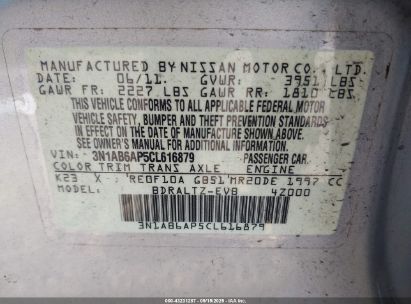 MANUFACTURED BY NISSAN MOTOR CO., LTD.
DATE: 06/11 GVWR: 3951 LBS
GAWR FR: 2227 LBS GAWR RR: 1810 LBS
THIS VEHICLE CONFORMS TO ALL APPLICABLE FEDERAL MOTOR
VEHICLE SAFETY, BUMPER AND THEFT PREVENTION STANDARDS
IN EFFECT ON THE DATE OF MANUFACTURE SHOWN ABOVE.
SEE OWNER'S MANUAL FOR ADDITIONAL INFORMATION
VIN: 3N1AB6AP5CL616879 PASSENGER CAR.
COLOR TRIM TRANS AXLE ENGINE
K23 X RE0F10A GB51 MR20DE 1997 CC
BDRALTZ-EVB 4Z000
3N1AB6AP5CL616879